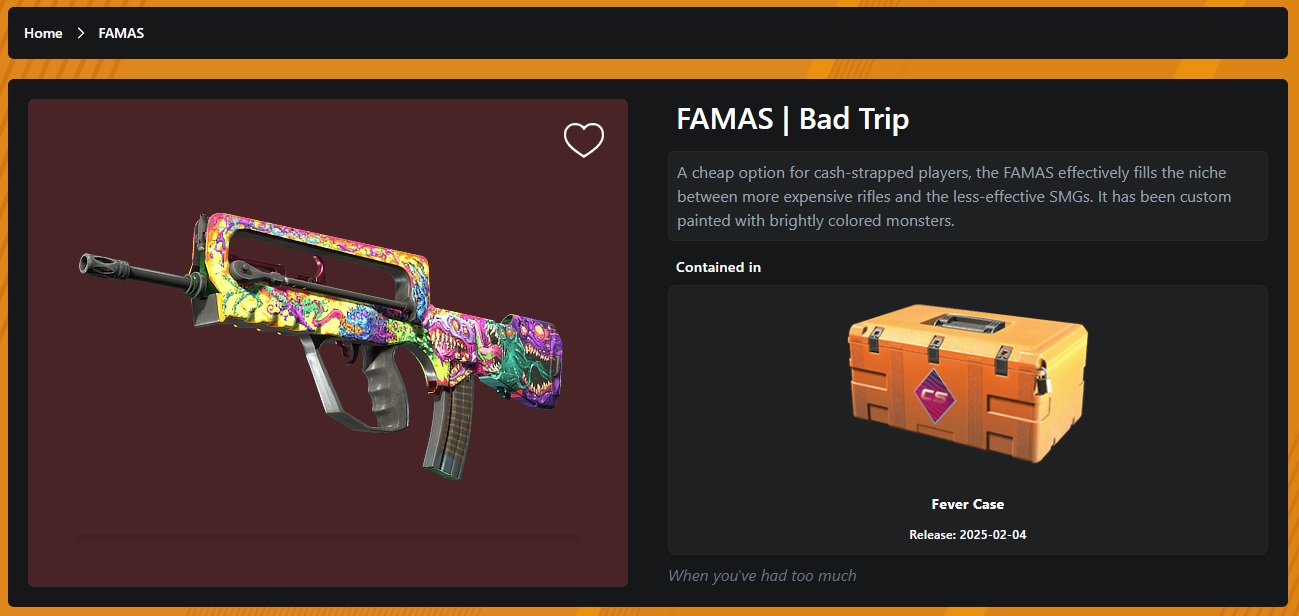 Home > FAMAS
FAMAS | Bad Trip
A cheap option for cash-strapped players, the FAMAS effectively fills the niche
between more expensive rifles and the less-effective SMGs. It has been custom
painted with brightly colored monsters.
Contained in
CS
Fever Case
Release: 2025-02-04
When you've had too much